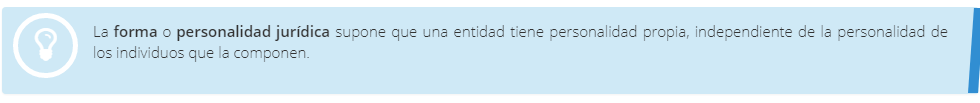 La forma o personalidad jurídica supone que una entidad tiene personalidad propia, independiente de la personalidad de
los individuos que la componen.